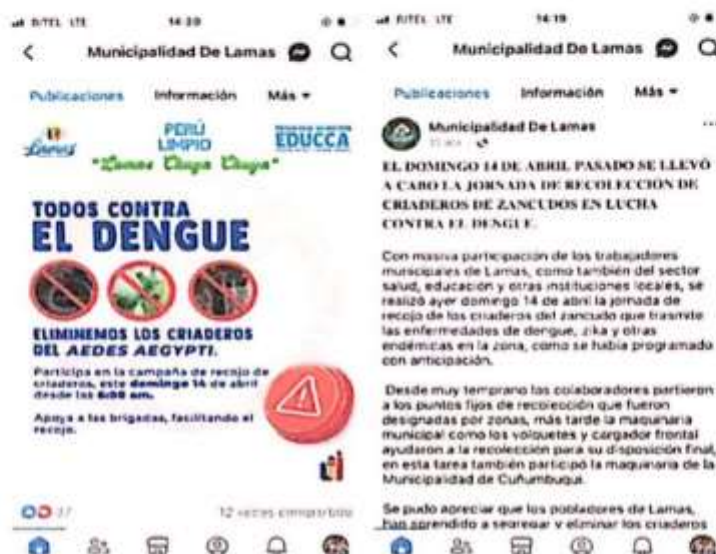 BITEL LTE 14:20
Municipalidad De Lamas
Publicaciones Información Más
Lamas
PERÚ
LIMPIO
EDUCCA
"Lamas Chuya Chuya"
TODOS CONTRA
EL DENGUE
ELIMINEMOS LOS CRIADEROS
DEL AEDES AEGYPTI.
Participa en la campaña de recojo de
criaderos, este domingo 14 de abril
desde las 6:00 am.
Apoya a las brigadas, facilitando el
recojo.
37 12 veces compartido
BITEL LTE 14:19
Municipalidad De Lamas
Publicaciones Información Más
Municipalidad De Lamas
EL DOMINGO 14 DE ABRIL PASADO SE LLEVÓ
A CABO LA JORNADA DE RECOLECCIÓN DE
CRIADEROS DE ZANCUDOS EN LUCHA
CONTRA EL DENGUE.
Con masiva participación de los trabajadores
municipales de Lamas, como también del sector
salud, educación y otras instituciones locales, se
realizó ayer domingo 14 de abril la jornada de
recojo de los criaderos del zancudo que trasmite
las enfermedades de dengue, zika y otras
endémicas en la zona, como se había programado
con anticipación.
Desde muy temprano los colaboradores partieron
a los puntos fijos de recolección que fueron
designadas por zonas, más tarde la maquinaria
municipal como los volquetes y cargador frontal
ayudaron a la recolección para su disposición final,
en esta tarea también participó la maquinaria de la
Municipalidad de Cuñumbuqui.
Se pudo apreciar que los pobladores de Lamas,
han aprendido a segregar y eliminar los criaderos